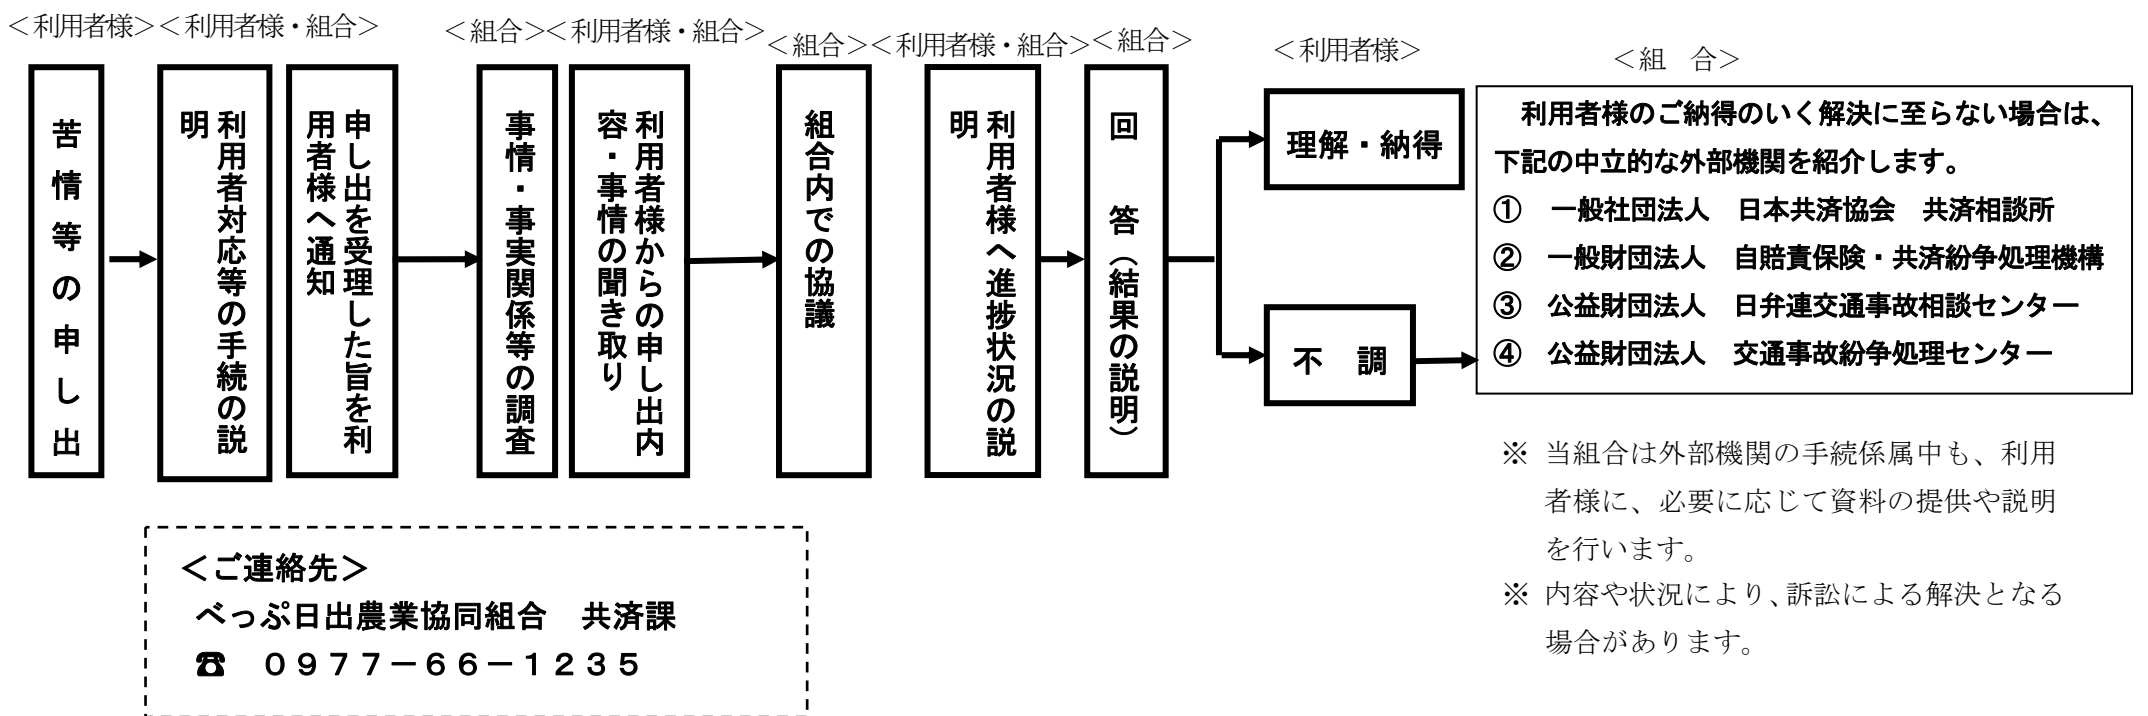 ＜利用者様＞
＜利用者様・組合＞
＜組合＞
＜利用者様・組合＞
＜組合＞
＜利用者様・組合＞
＜組合＞
＜利用者様＞
＜組　合＞
苦情等の申し出
利用者対応等の手続の説
明
申し出を受理した旨を利
用者様へ通知
事情・事実関係等の調査
利用者様からの申し出内
容・事情の聞き取り
組合内での協議
利用者様へ進捗状況の説
明
回　答（結果の説明）
理解・納得
不　調
利用者様のご納得のいく解決に至らない場合は、
下記の中立的な外部機関を紹介します。
①　一般社団法人　日本共済協会　共済相談所
②　一般財団法人　自賠責保険・共済紛争処理機構
③　公益財団法人　日弁連交通事故相談センター
④　公益財団法人　交通事故紛争処理センター
※ 当組合は外部機関の手続係属中も、利用
者様に、必要に応じて資料の提供や説明
を行います。
※ 内容や状況により、訴訟による解決となる
場合があります。
＜ご連絡先＞
べっぷ日出農業協同組合　共済課
☎　０９７７－６６－１２３５